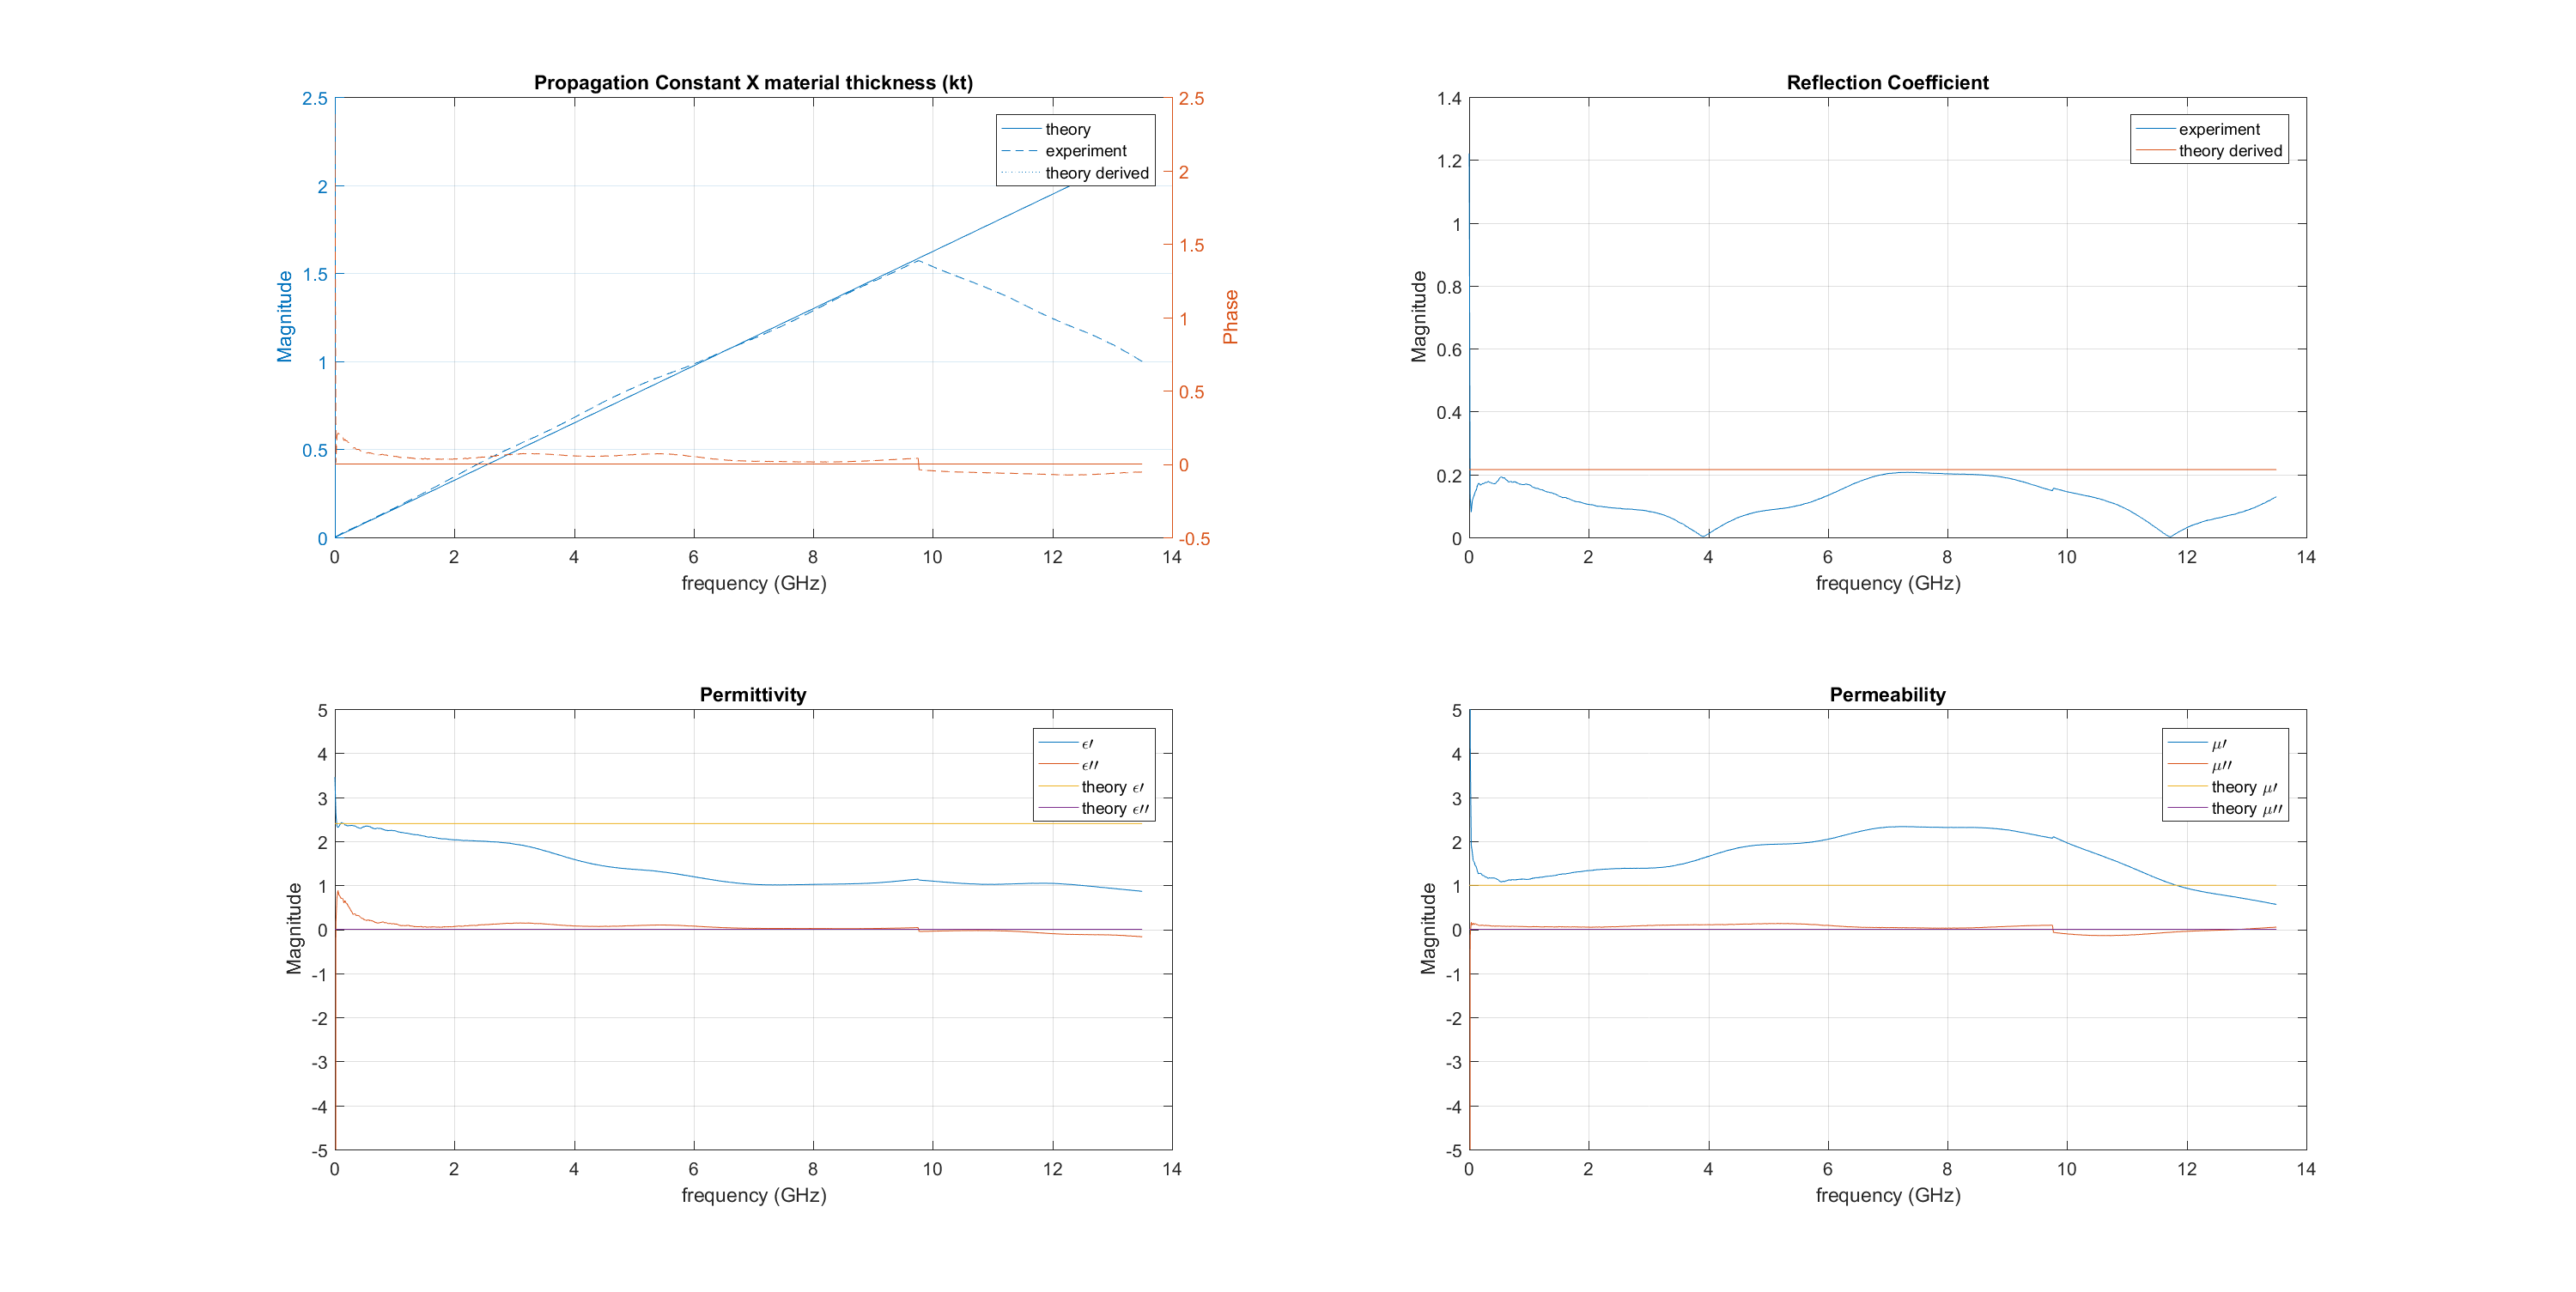 Propagation Constant X material thickness (kt)
2.5
2
1.5
1
0.5
0
Magnitude
2.5
2
1.5
1
0.5
0
-0.5
Phase
theory
experiment
theory derived
0 2 4 6 8 10 12 14
frequency (GHz)
Reflection Coefficient
1.4
1.2
1
0.8
0.6
0.4
0.2
0
Magnitude
experiment
theory derived
0 2 4 6 8 10 12 14
frequency (GHz)
Permittivity
5
4
3
2
1
0
-1
-2
-3
-4
-5
Magnitude
ϵ′
ϵ′′
theory ϵ′
theory ϵ′′
0 2 4 6 8 10 12 14
frequency (GHz)
Permeability
5
4
3
2
1
0
-1
-2
-3
-4
-5
Magnitude
μ′
μ′′
theory μ′
theory μ′′
0 2 4 6 8 10 12 14
frequency (GHz)